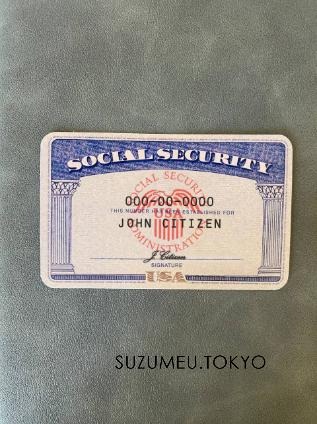 SOCIAL SECURITY
SOCIAL SECURITY
ADMINISTRATION
USA
000-00-0000
THIS NUMBER HAS BEEN ESTABLISHED FOR
JOHN CITIZEN
J. Citizen
SIGNATURE
USA
SUZUMEU.TOKYO